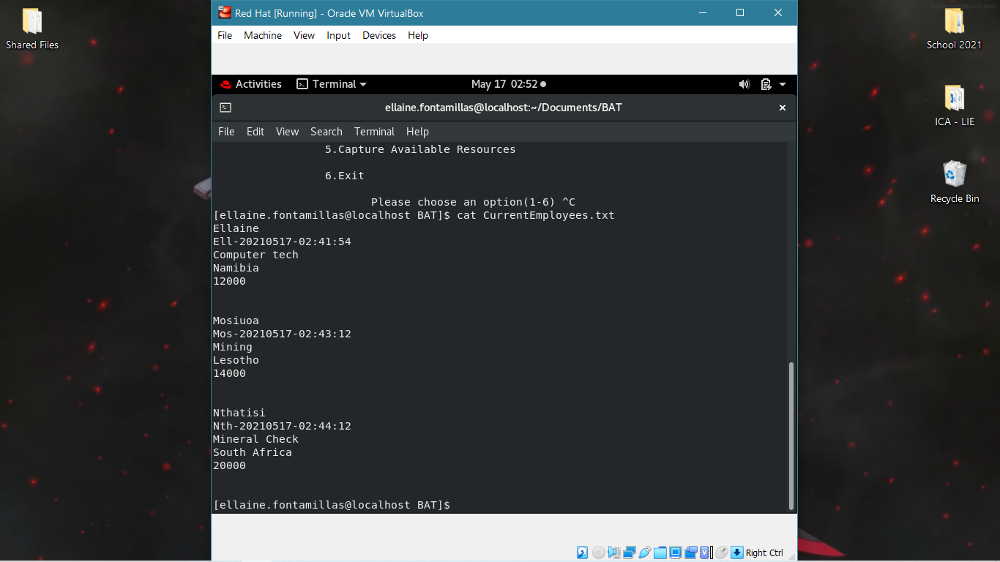 Shared Files
School 2021
ICA - LIE
Recycle Bin
Red Hat [Running] - Oracle VM VirtualBox
File Machine View Input Devices Help
Activities Terminal May 17 02:52
ellaine.fontamillas@localhost:~/Documents/BAT
File Edit View Search Terminal Help
5.Capture Available Resources
6.Exit
Please choose an option(1-6) ^C
[ellaine.fontamillas@localhost BAT]$ cat CurrentEmployees.txt
Ellaine
Ell-20210517-02:41:54
Computer tech
Namibia
12000
Mosiuoa
Mos-20210517-02:43:12
Mining
Lesotho
14000
Nthatisi
Nth-20210517-02:44:12
Mineral Check
South Africa
20000
[ellaine.fontamillas@localhost BAT]$
Right Ctrl